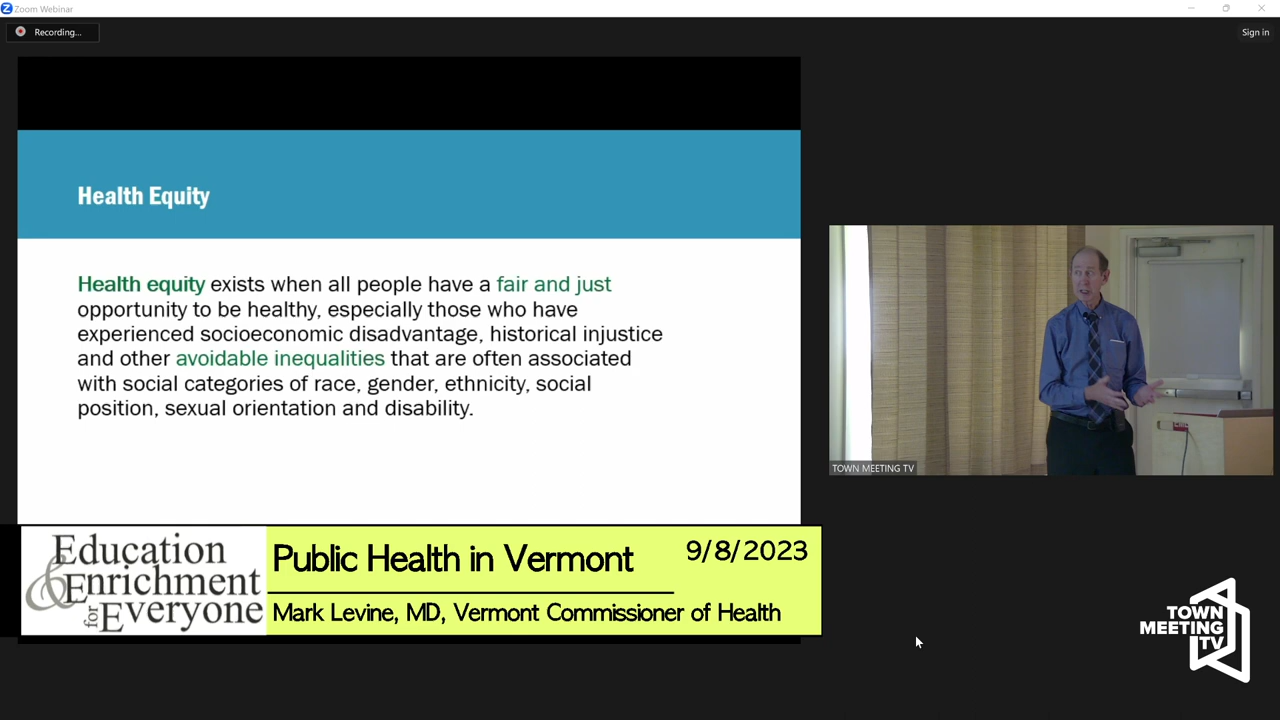 Zoom Webinar
Recording...
Sign in
Health Equity
Health equity exists when all people have a fair and just
opportunity to be healthy, especially those who have
experienced socioeconomic disadvantage, historical injustice
and other avoidable inequalities that are often associated
with social categories of race, gender, ethnicity, social
position, sexual orientation and disability.
TOWN MEETING TV
Education
& Enrichment
for Everyone
Public Health in Vermont
9/8/2023
Mark Levine, MD, Vermont Commissioner of Health
TOWN
MEETING
TV